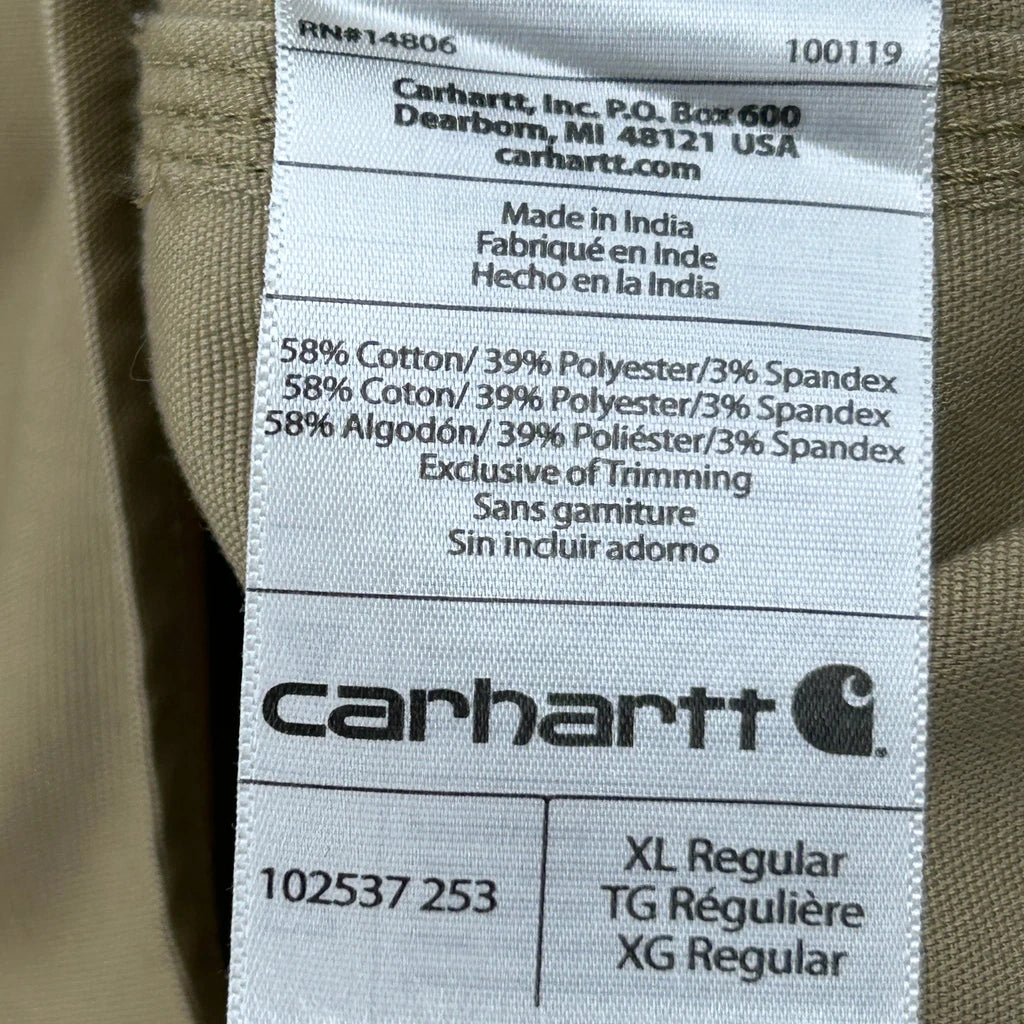 RN#14806 100119
Carhartt, Inc. P.O. Box 600
Dearborn, MI 48121 USA
carhartt.com
Made in India
Fabriqué en Inde
Hecho en la India
58% Cotton/ 39% Polyester/3% Spandex
58% Coton/ 39% Polyester/3% Spandex
58% Algodón/ 39% Poliéster/3% Spandex
Exclusive of Trimming
Sans garniture
Sin incluir adorno
carhartt
102537 253
XL Regular
TG Régulière
XG Regular